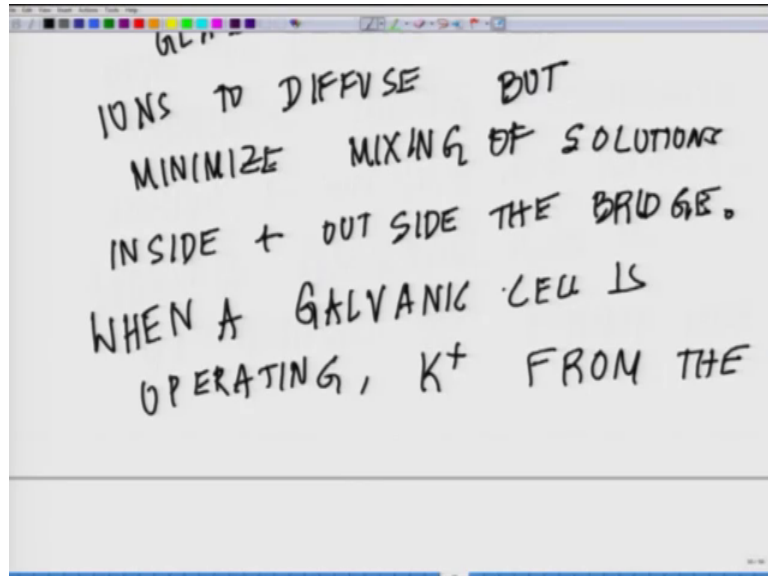 IONS TO DIFFUSE BUT
MINIMIZE MIXING OF SOLUTIONS
INSIDE + OUTSIDE THE BRIDGE.
WHEN A GALVANIC CELL IS
OPERATING, K+ FROM THE